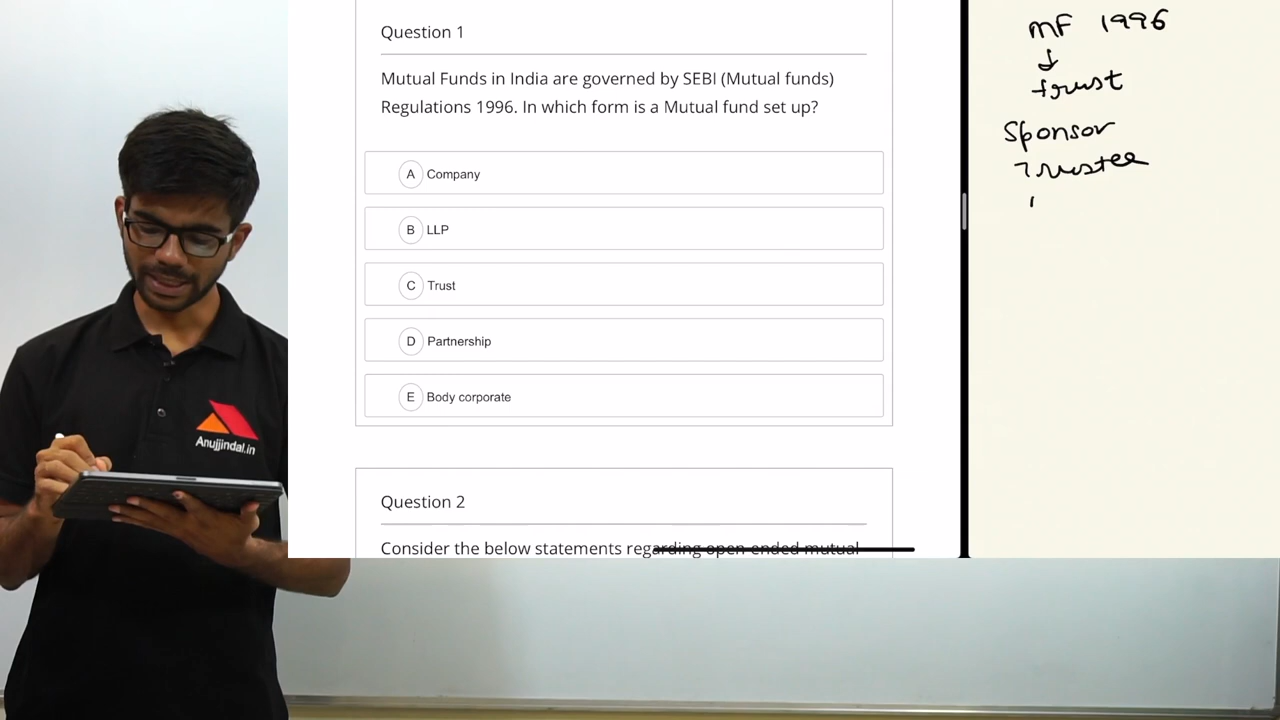 Question 1
Mutual Funds in India are governed by SEBI (Mutual funds)
Regulations 1996. In which form is a Mutual fund set up?
A Company
B LLP
C Trust
D Partnership
E Body corporate
Question 2
Consider the below statements regarding open ended mutual
MF 1996
trust
Sponsor
Trustee
Anujjindal.in